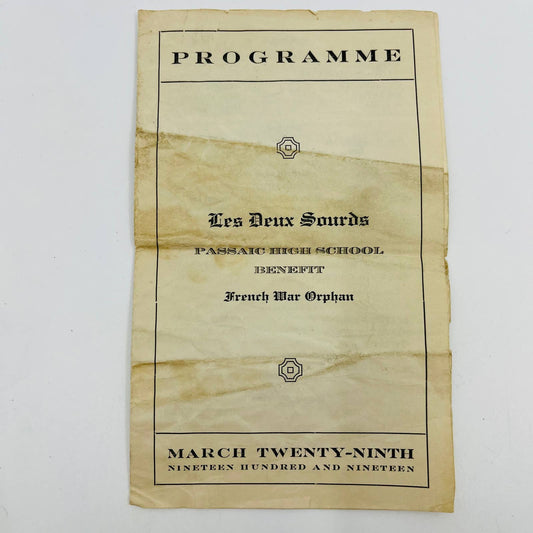 PROGRAMME
Les Deux Sourds
PASSAIC HIGH SCHOOL
BENEFIT
French War Orphan
MARCH TWENTY-NINTH
NINETEEN HUNDRED AND NINETEEN